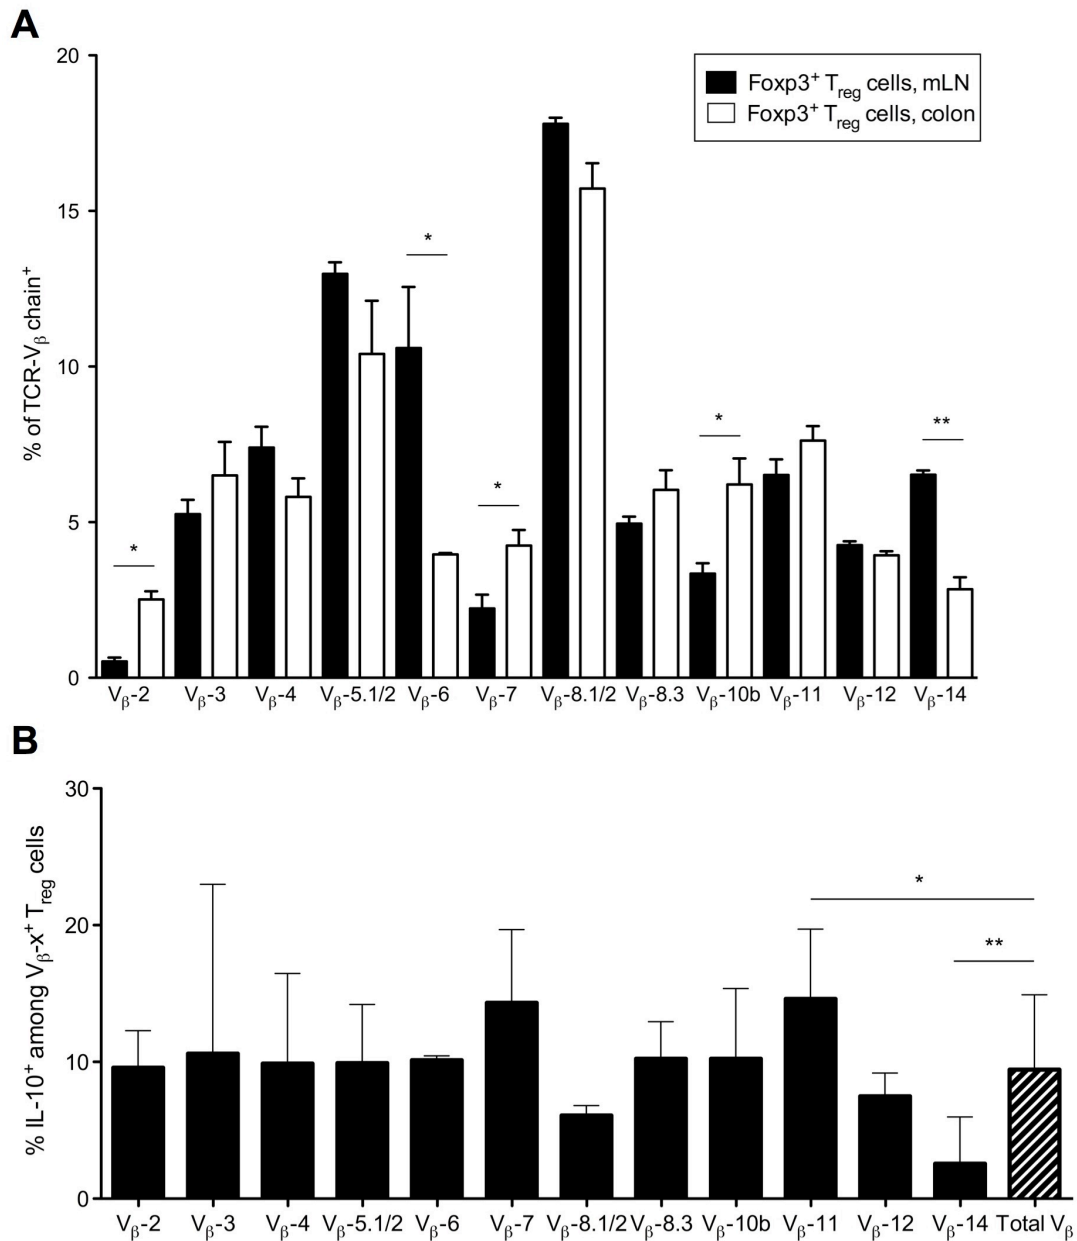 A
20
15
10
5
0
% of TCR-Vβ chain⁺
Foxp3⁺ Treg cells, mLN
Foxp3⁺ Treg cells, colon
*
*
*
*
**
Vβ-2 Vβ-3 Vβ-4 Vβ-5.1/2 Vβ-6 Vβ-7 Vβ-8.1/2 Vβ-8.3 Vβ-10b Vβ-11 Vβ-12 Vβ-14
B
30
20
10
0
% IL-10⁺ among Vβ-x⁺ Treg cells
*
**
Vβ-2 Vβ-3 Vβ-4 Vβ-5.1/2 Vβ-6 Vβ-7 Vβ-8.1/2 Vβ-8.3 Vβ-10b Vβ-11 Vβ-12 Vβ-14 Total Vβ